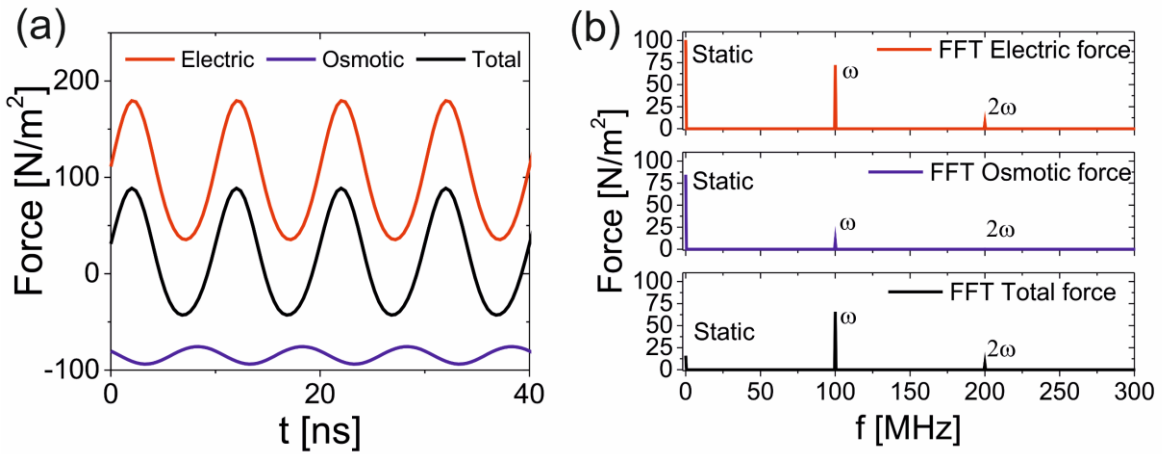 (a)
Force [N/m²]
200
100
0
-100
Electric Osmotic Total
0 20 40
t [ns]
(b)
Force [N/m²]
100
75
50
25
0
Static
ω
2ω
FFT Electric force
100
75
50
25
0
Static
ω
2ω
FFT Osmotic force
100
75
50
25
0
Static
ω
2ω
FFT Total force
0 50 100 150 200 250 300
f [MHz]